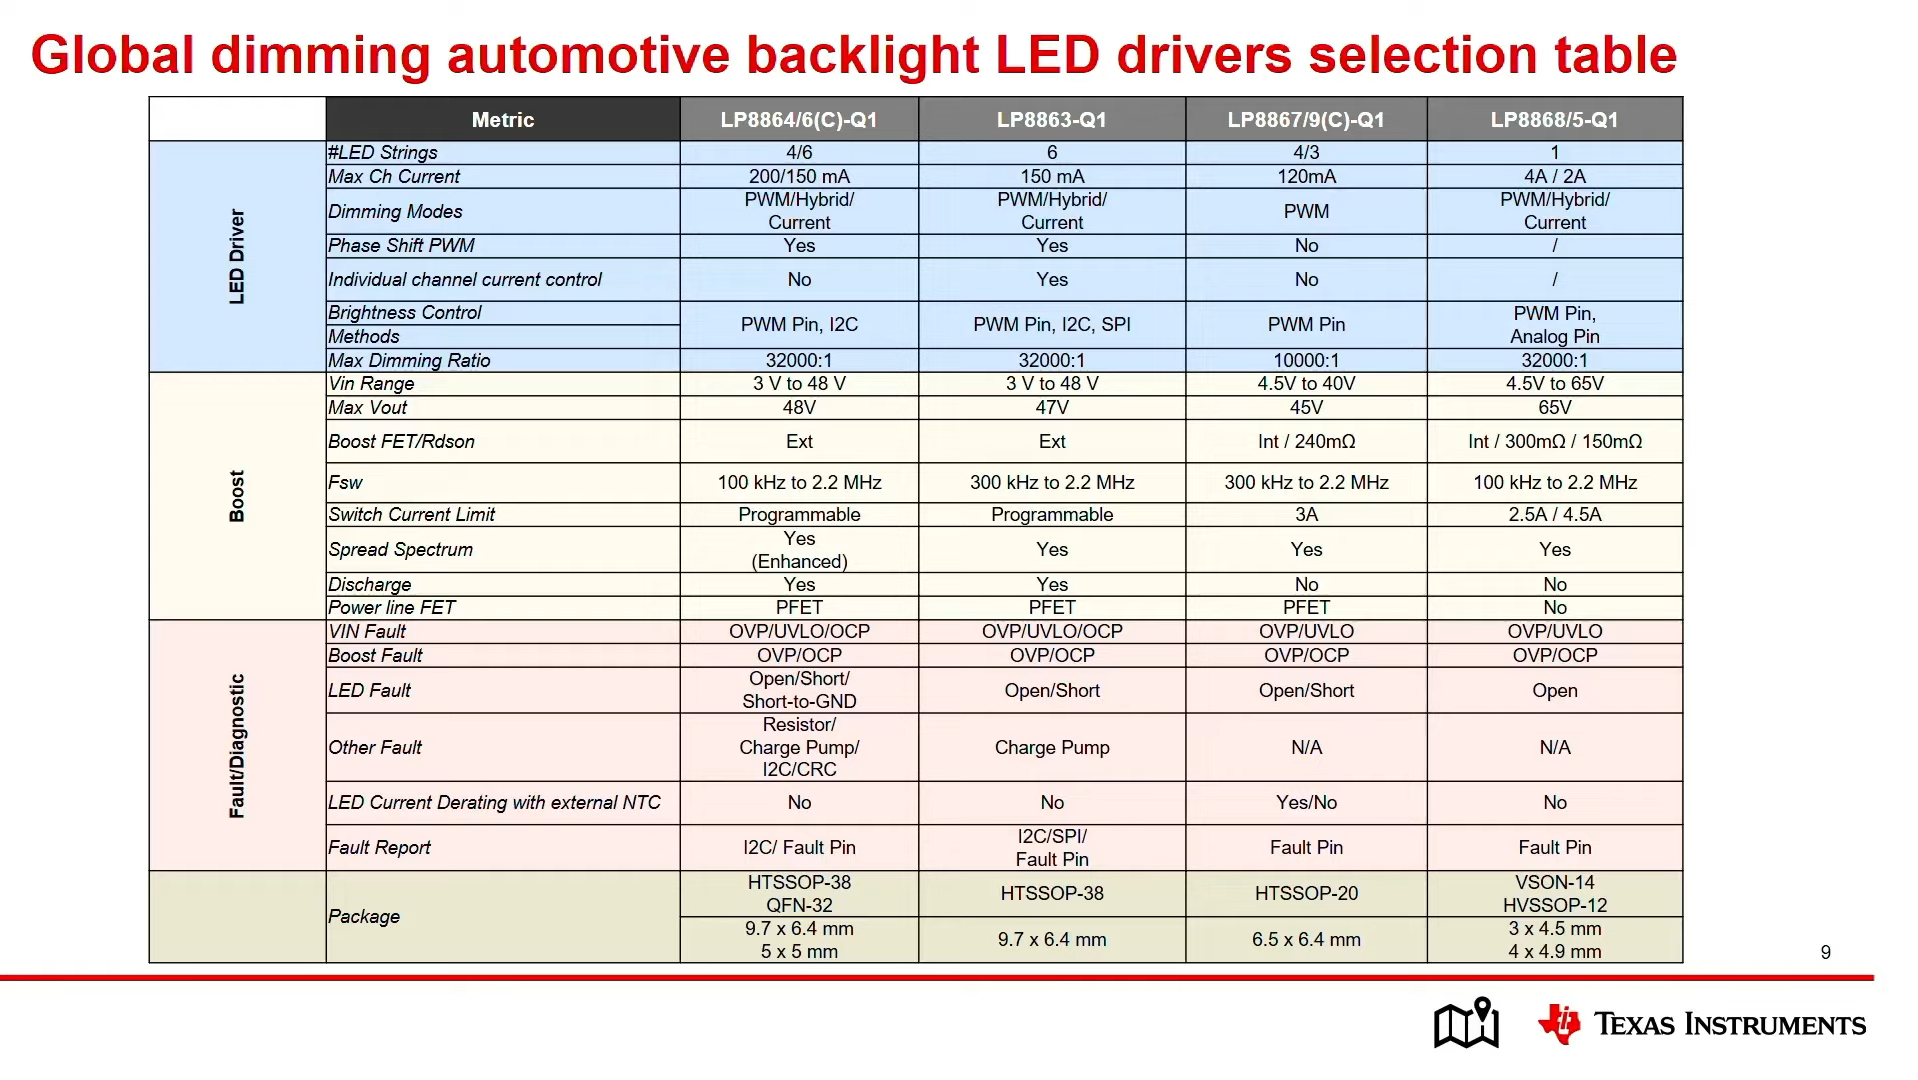 Global dimming automotive backlight LED drivers selection table
Metric LP8864/6(C)-Q1 LP8863-Q1 LP8867/9(C)-Q1 LP8868/5-Q1
LED Driver
#LED Strings 4/6 6 4/3 1
Max Ch Current 200/150 mA 150 mA 120mA 4A / 2A
Dimming Modes PWM/Hybrid/ Current PWM/Hybrid/ Current PWM PWM/Hybrid/ Current
Phase Shift PWM Yes Yes No /
Individual channel current control No Yes No /
Brightness Control
Methods PWM Pin, I2C PWM Pin, I2C, SPI PWM Pin PWM Pin, Analog Pin
Max Dimming Ratio 32000:1 32000:1 10000:1 32000:1
Boost
Vin Range 3 V to 48 V 3 V to 48 V 4.5V to 40V 4.5V to 65V
Max Vout 48V 47V 45V 65V
Boost FET/Rdson Ext Ext Int / 240mΩ Int / 300mΩ / 150mΩ
Fsw 100 kHz to 2.2 MHz 300 kHz to 2.2 MHz 300 kHz to 2.2 MHz 100 kHz to 2.2 MHz
Switch Current Limit Programmable Programmable 3A 2.5A / 4.5A
Spread Spectrum Yes (Enhanced) Yes Yes Yes
Discharge Yes Yes No No
Power line FET PFET PFET PFET No
Fault/Diagnostic
VIN Fault OVP/UVLO/OCP OVP/UVLO/OCP OVP/UVLO OVP/UVLO
Boost Fault OVP/OCP OVP/OCP OVP/OCP OVP/OCP
LED Fault Open/Short/ Short-to-GND Open/Short Open/Short Open
Other Fault Resistor/ Charge Pump/ I2C/CRC Charge Pump N/A N/A
LED Current Derating with external NTC No No Yes/No No
Fault Report I2C/ Fault Pin I2C/SPI/ Fault Pin Fault Pin Fault Pin
Package HTSSOP-38 QFN-32 HTSSOP-38 HTSSOP-20 VSON-14 HVSSOP-12
9.7 x 6.4 mm 5 x 5 mm 9.7 x 6.4 mm 6.5 x 6.4 mm 3 x 4.5 mm 4 x 4.9 mm
9
TEXAS INSTRUMENTS